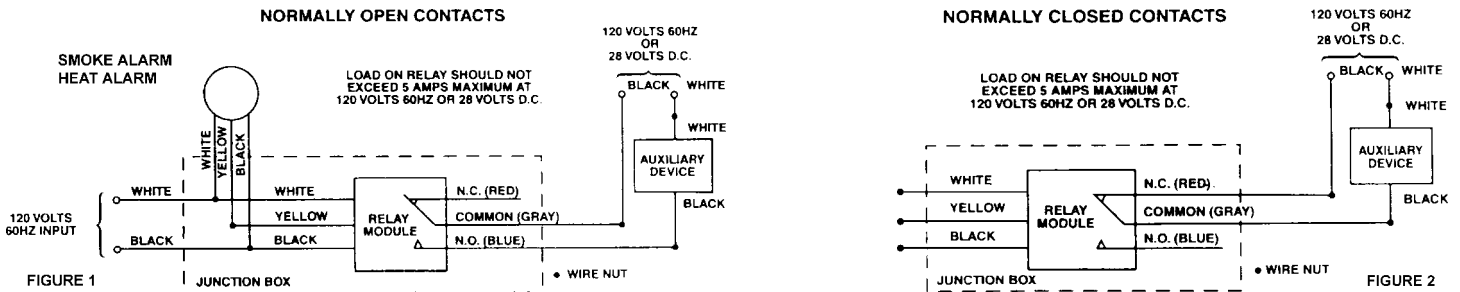 NORMALLY OPEN CONTACTS
120 VOLTS 60HZ
OR
28 VOLTS D.C.
SMOKE ALARM
HEAT ALARM
LOAD ON RELAY SHOULD NOT
EXCEED 5 AMPS MAXIMUM AT
120 VOLTS 60HZ OR 28 VOLTS D.C.
BLACK
WHITE
WHITE
AUXILIARY
DEVICE
BLACK
WHITE
YELLOW
BLACK
120 VOLTS
60HZ INPUT
WHITE
BLACK
WHITE
YELLOW
BLACK
RELAY
MODULE
N.C. (RED)
COMMON (GRAY)
N.O. (BLUE)
FIGURE 1
JUNCTION BOX
WIRE NUT
NORMALLY CLOSED CONTACTS
120 VOLTS 60HZ
OR
28 VOLTS D.C.
LOAD ON RELAY SHOULD NOT
EXCEED 5 AMPS MAXIMUM AT
120 VOLTS 60HZ OR 28 VOLTS D.C.
BLACK
WHITE
WHITE
AUXILIARY
DEVICE
BLACK
WHITE
YELLOW
BLACK
RELAY
MODULE
N.C. (RED)
COMMON (GRAY)
N.O. (BLUE)
JUNCTION BOX
WIRE NUT
FIGURE 2